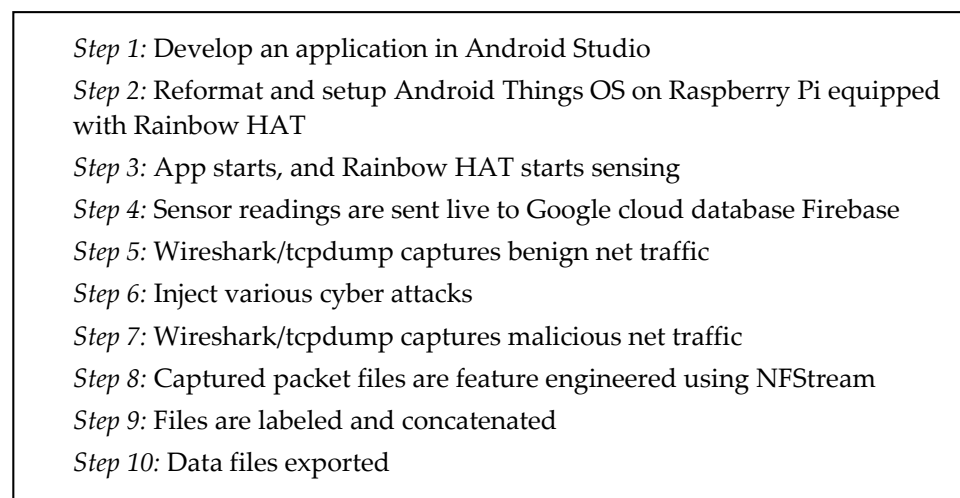 Step 1: Develop an application in Android Studio
Step 2: Reformat and setup Android Things OS on Raspberry Pi equipped
with Rainbow HAT
Step 3: App starts, and Rainbow HAT starts sensing
Step 4: Sensor readings are sent live to Google cloud database Firebase
Step 5: Wireshark/tcpdump captures benign net traffic
Step 6: Inject various cyber attacks
Step 7: Wireshark/tcpdump captures malicious net traffic
Step 8: Captured packet files are feature engineered using NFStream
Step 9: Files are labeled and concatenated
Step 10: Data files exported